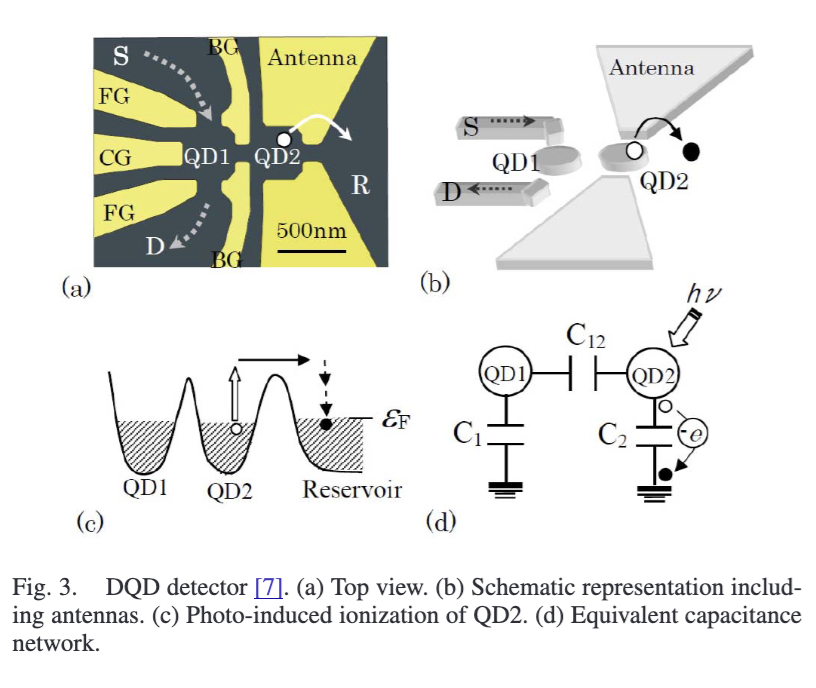 S
BG
Antenna
FG
CG
QD1
QD2
R
FG
500nm
D
BG
(a)
Antenna
S
QD1
D
QD2
(b)
QD1
QD2
Reservoir
εF
(c)
hν
C12
QD1
QD2
C1
C2
-e
(d)
Fig. 3. DQD detector [7]. (a) Top view. (b) Schematic representation includ-
ing antennas. (c) Photo-induced ionization of QD2. (d) Equivalent capacitance
network.